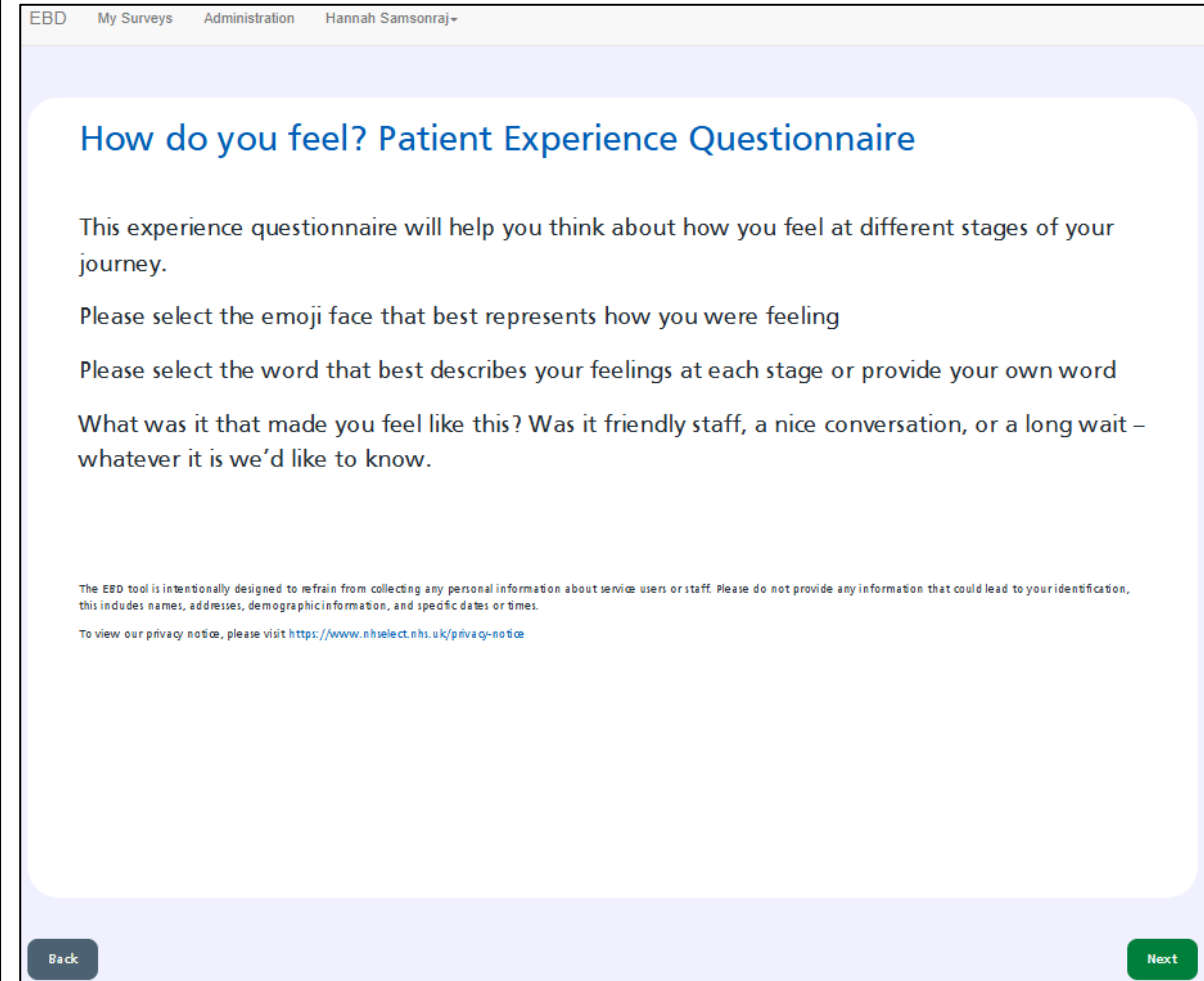 EBD My Surveys Administration Hannah Samsonraj
How do you feel? Patient Experience Questionnaire
This experience questionnaire will help you think about how you feel at different stages of your
journey.
Please select the emoji face that best represents how you were feeling
Please select the word that best describes your feelings at each stage or provide your own word
What was it that made you feel like this? Was it friendly staff, a nice conversation, or a long wait –
whatever it is we’d like to know.
The EBD tool is intentionally designed to refrain from collecting any personal information about service users or staff. Please do not provide any information that could lead to your identification,
this includes names, addresses, demographic information, and specific dates or times.
To view our privacy notice, please visit https://www.nhselect.nhs.uk/privacy-notice
Back Next